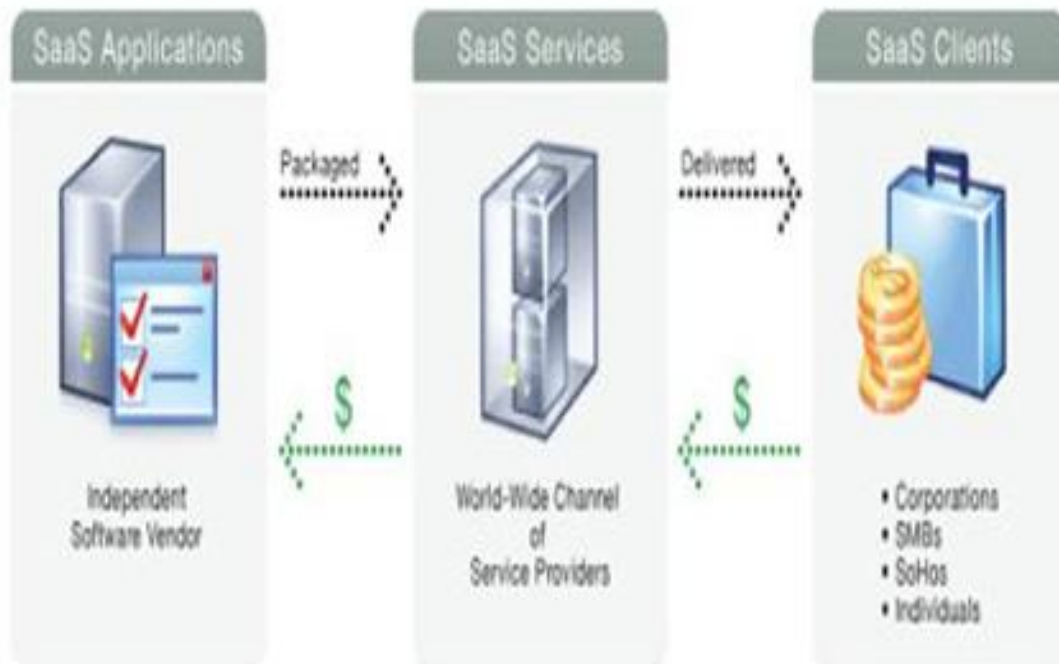 SaaS Applications
SaaS Services
SaaS Clients
Packaged
Delivered
$
$
Independent
Software Vendor
World-Wide Channel
of
Service Providers
• Corporations
• SMBs
• SoHos
• Individuals